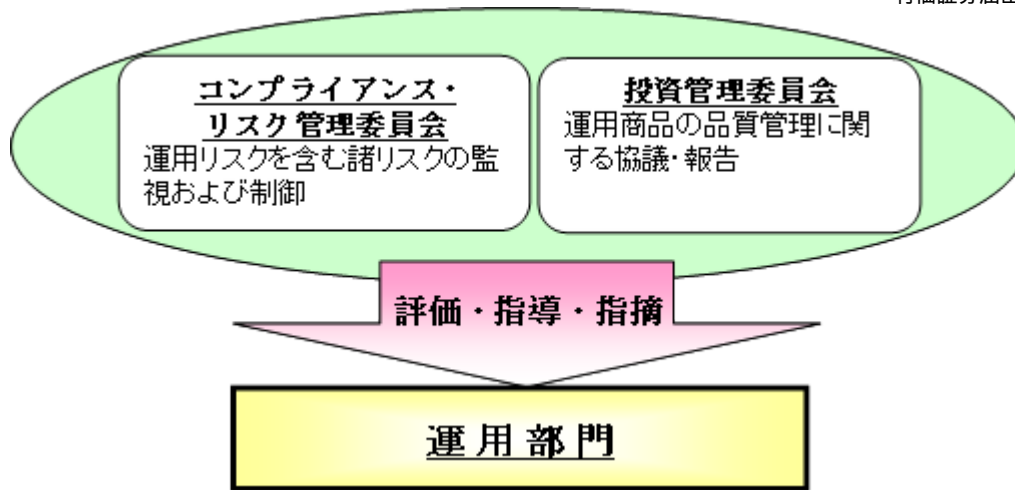 コンプライアンス・
リスク管理委員会
運用リスクを含む諸リスクの監
視および制御
投資管理委員会
運用商品の品質管理に関
する協議・報告
評価・指導・指摘
運用部門